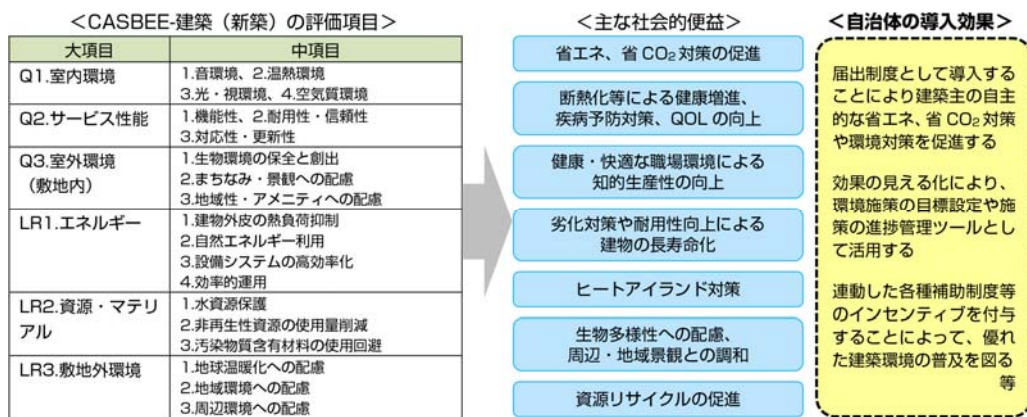 <CASBEE-建築（新築）の評価項目>
大項目 中項目
Q1.室内環境 1.音環境、2.温熱環境
3.光・視環境、4.空気質環境
Q2.サービス性能 1.機能性、2.耐用性・信頼性
3.対応性・更新性
Q3.室外環境 1.生物環境の保全と創出
（敷地内） 2.まちなみ・景観への配慮
3.地域性・アメニティへの配慮
LR1.エネルギー 1.建物外皮の熱負荷抑制
2.自然エネルギー利用
3.設備システムの高効率化
4.効率的運用
LR2.資源・マテリ 1.水資源保護
アル 2.非再生性資源の使用量削減
3.汚染物質含有材料の使用回避
LR3.敷地外環境 1.地球温暖化への配慮
2.地域環境への配慮
3.周辺環境への配慮
<主な社会的便益>
省エネ、省CO₂対策の促進
断熱化等による健康増進、
疾病予防対策、QOLの向上
健康・快適な職場環境による
知的生産性の向上
劣化対策や耐用性向上による
建物の長寿命化
ヒートアイランド対策
生物多様性への配慮、
周辺・地域景観との調和
資源リサイクルの促進
<自治体の導入効果>
届出制度として導入する
ことにより建築主の自主
的な省エネ、省CO₂対策
や環境対策を促進する
効果の見える化により、
環境施策の目標設定や施
策の進捗管理ツールとし
て活用する
連動した各種補助制度等
のインセンティブを付与
することによって、優れ
た建築環境の普及を図る
等